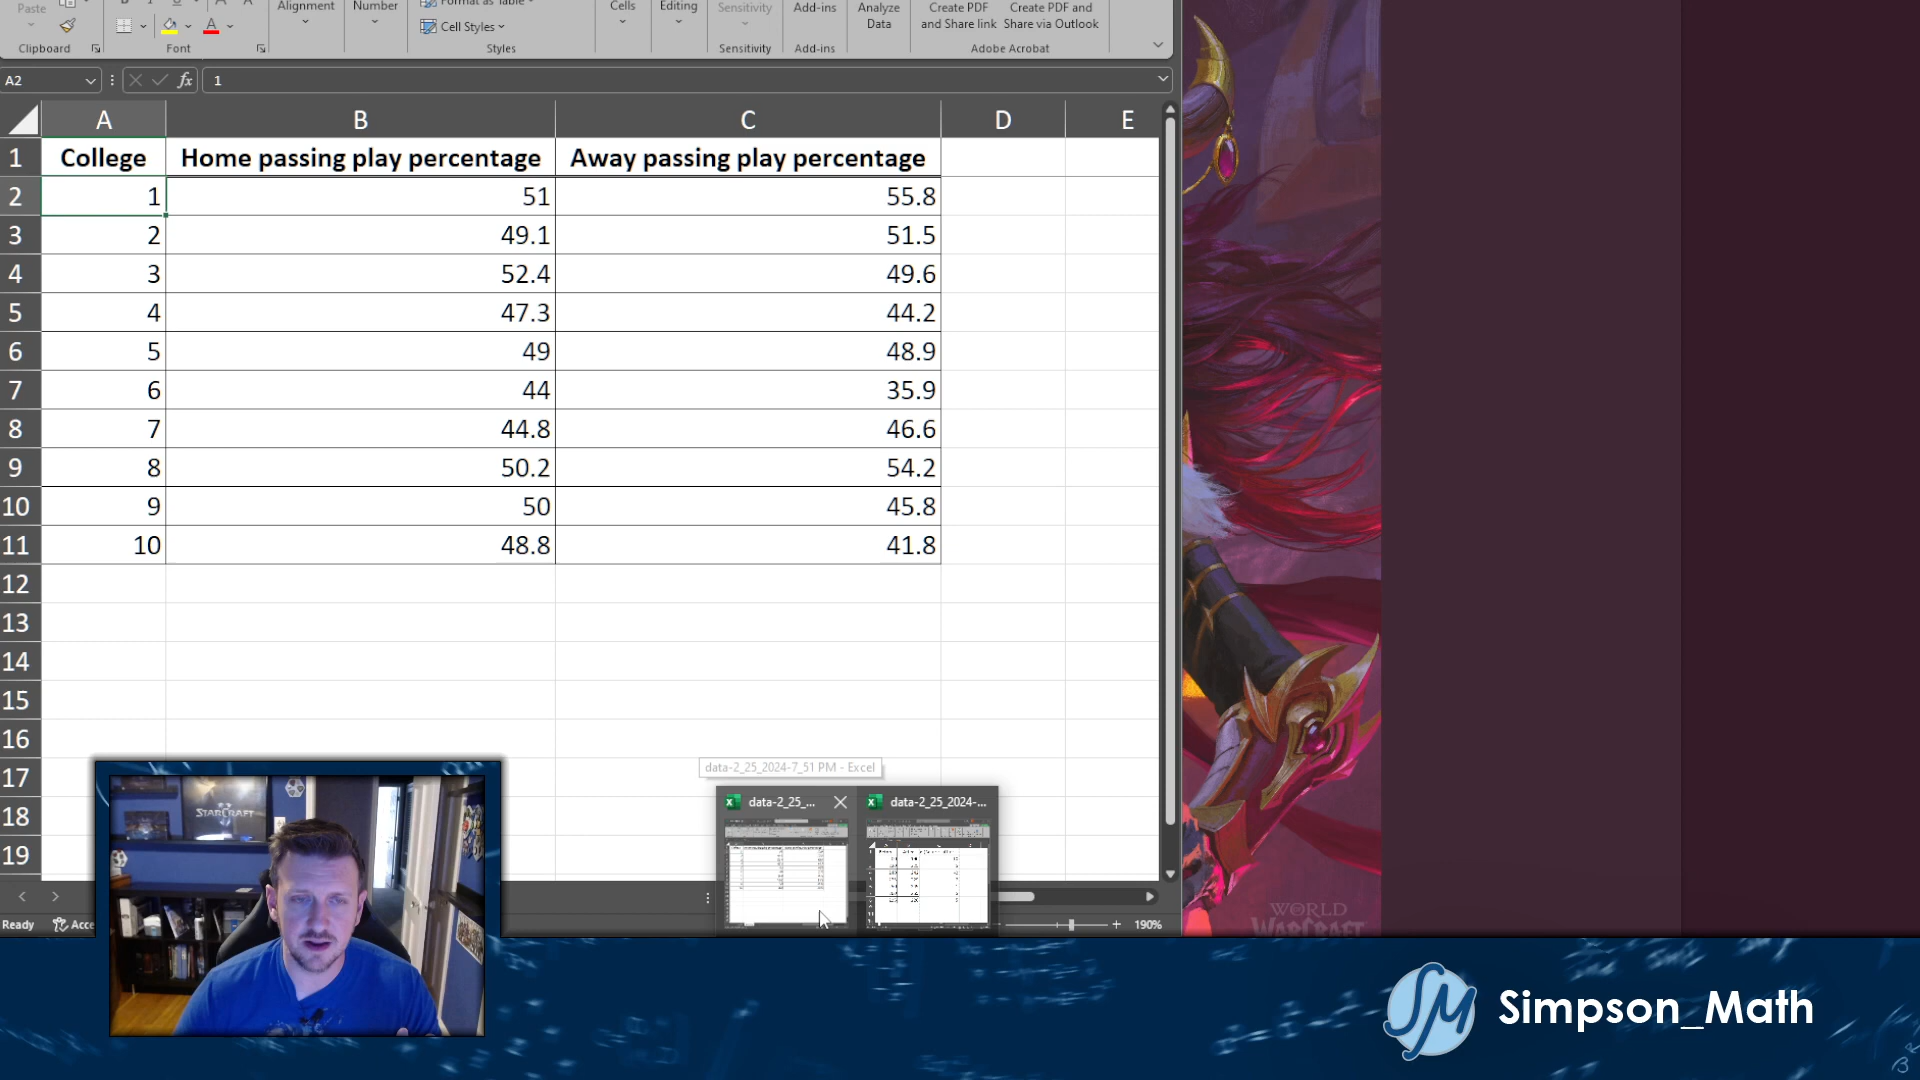 Paste
Clipboard
Font
Alignment
Number
Cell Styles
Styles
Cells
Editing
Sensitivity
Sensitivity
Add-ins
Add-ins
Analyze
Data
Create PDF
and Share link
Create PDF and
Share via Outlook
Adobe Acrobat
A2 fx 1
A B C D E
1 College Home passing play percentage Away passing play percentage
2 1 51 55.8
3 2 49.1 51.5
4 3 52.4 49.6
5 4 47.3 44.2
6 5 49 48.9
7 6 44 35.9
8 7 44.8 46.6
9 8 50.2 54.2
10 9 50 45.8
11 10 48.8 41.8
12
13
14
15
16
17
18
19
data-2_25_2024-7_51 PM - Excel
data-2_25_...
data-2_25_2024-...
Ready Acce
190%
STARCRAFT
WORLD
WARCRAFT
SM Simpson_Math